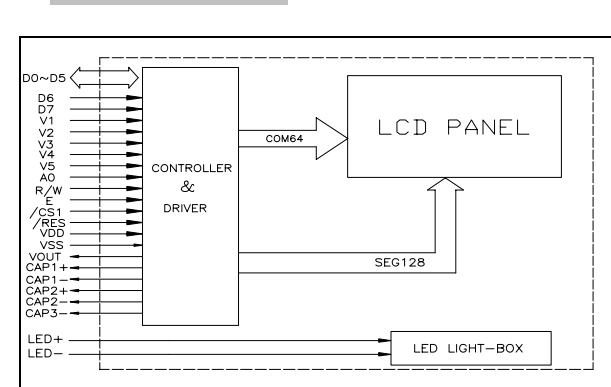 D0~D5
D6
D7
V1
V2
V3
V4
V5
A0
R/W
E
/CS1
/RES
VDD
VSS
VOUT
CAP1+
CAP1-
CAP2+
CAP2-
CAP3-
LED+
LED-
CONTROLLER
&
DRIVER
COM64
SEG128
LCD PANEL
LED LIGHT-BOX